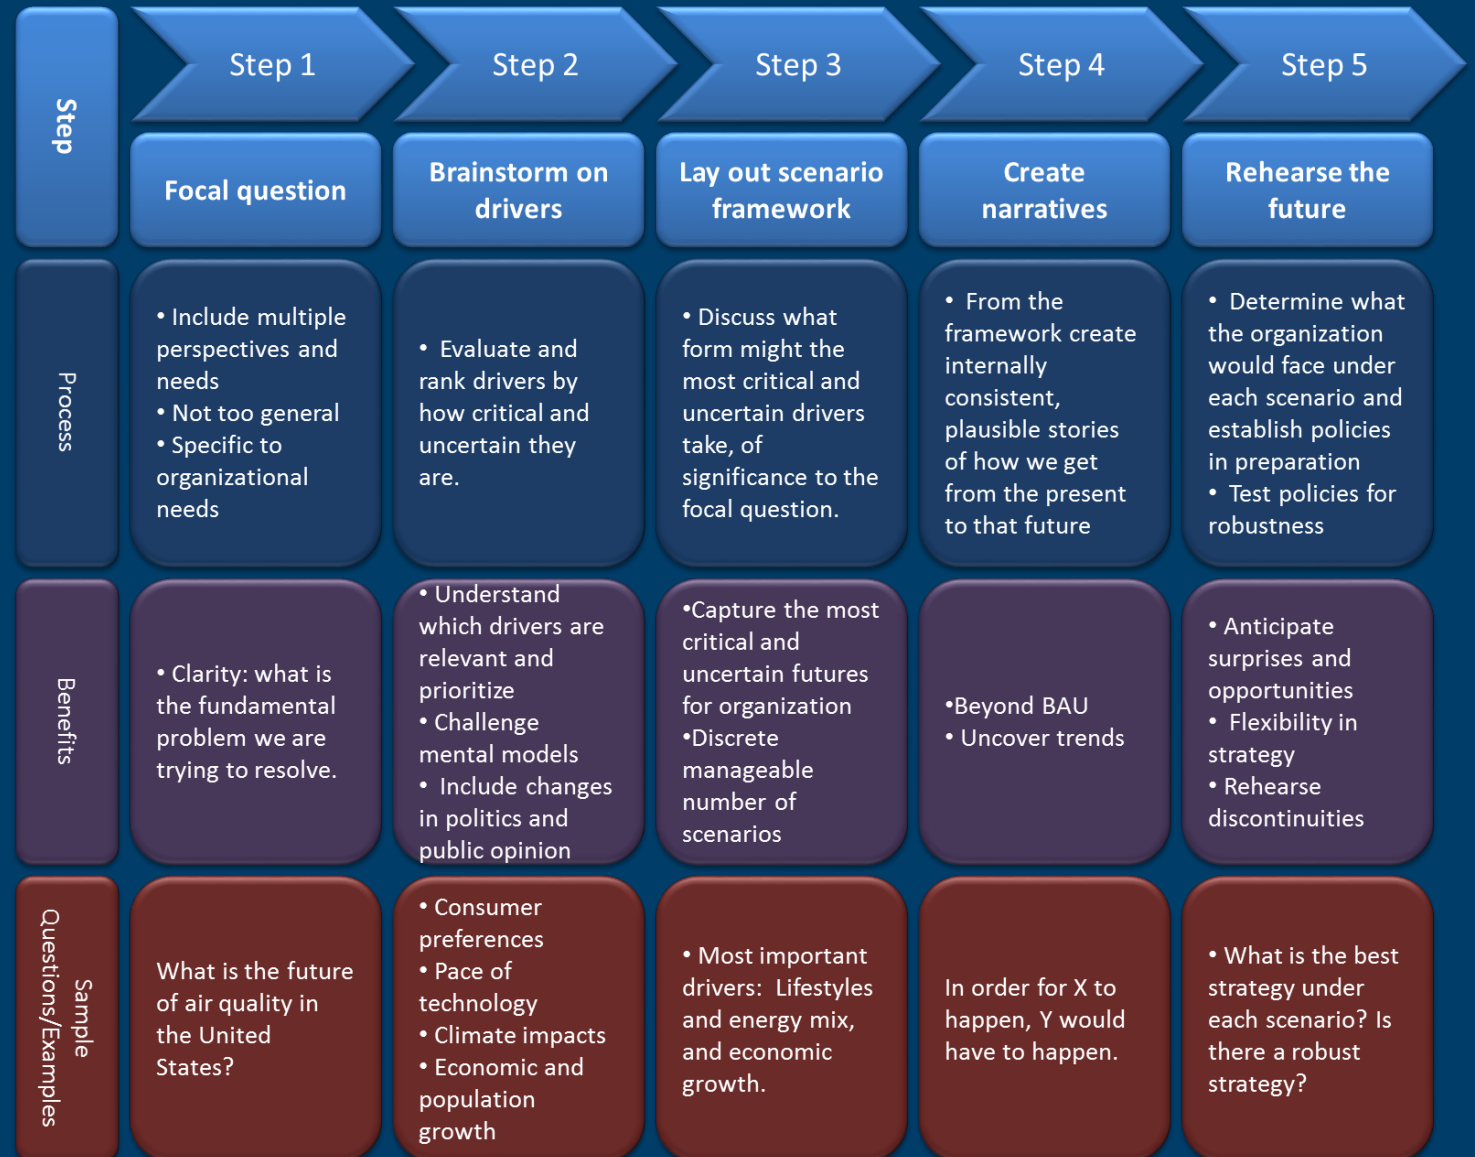 Step
Step 1
Step 2
Step 3
Step 4
Step 5
Focal question
Brainstorm on
drivers
Lay out scenario
framework
Create
narratives
Rehearse the
future
Process
• Include multiple
perspectives and
needs
• Not too general
• Specific to
organizational
needs
• Evaluate and
rank drivers by
how critical and
uncertain they
are.
• Discuss what
form might the
most critical and
uncertain drivers
take, of
significance to the
focal question.
• From the
framework create
internally
consistent,
plausible stories
of how we get
from the present
to that future
• Determine what
the organization
would face under
each scenario and
establish policies
in preparation
• Test policies for
robustness
Benefits
• Clarity: what is
the fundamental
problem we are
trying to resolve.
• Understand
which drivers are
relevant and
prioritize
• Challenge
mental models
• Include changes
in politics and
public opinion
•Capture the most
critical and
uncertain futures
for organization
•Discrete
manageable
number of
scenarios
•Beyond BAU
• Uncover trends
• Anticipate
surprises and
opportunities
• Flexibility in
strategy
• Rehearse
discontinuities
Sample
Questions/Examples
What is the future
of air quality in
the United
States?
• Consumer
preferences
• Pace of
technology
• Climate impacts
• Economic and
population
growth
• Most important
drivers: Lifestyles
and energy mix,
and economic
growth.
In order for X to
happen, Y would
have to happen.
• What is the best
strategy under
each scenario? Is
there a robust
strategy?